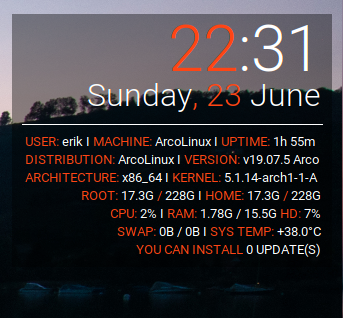 22:31
Sunday, 23 June
USER: erik I MACHINE: ArcoLinux I UPTIME: 1h 55m
DISTRIBUTION: ArcoLinux I VERSION: v19.07.5 Arco
ARCHITECTURE: x86_64 I KERNEL: 5.1.14-arch1-1-A
ROOT: 17.3G / 228G I HOME: 17.3G / 228G
CPU: 2% I RAM: 1.78G / 15.5G HD: 7%
SWAP: 0B / 0B I SYS TEMP: +38.0°C
YOU CAN INSTALL 0 UPDATE(S)